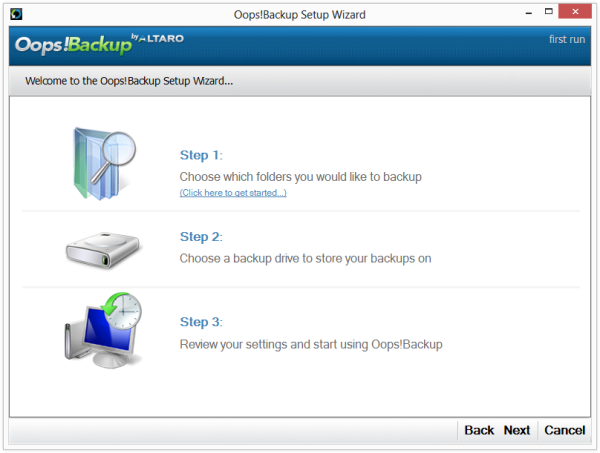 Oops!Backup Setup Wizard
Oops!Backup by ALTARO
first run
Welcome to the Oops!Backup Setup Wizard...
Step 1:
Choose which folders you would like to backup
(Click here to get started...)
Step 2:
Choose a backup drive to store your backups on
Step 3:
Review your settings and start using Oops!Backup
Back Next Cancel